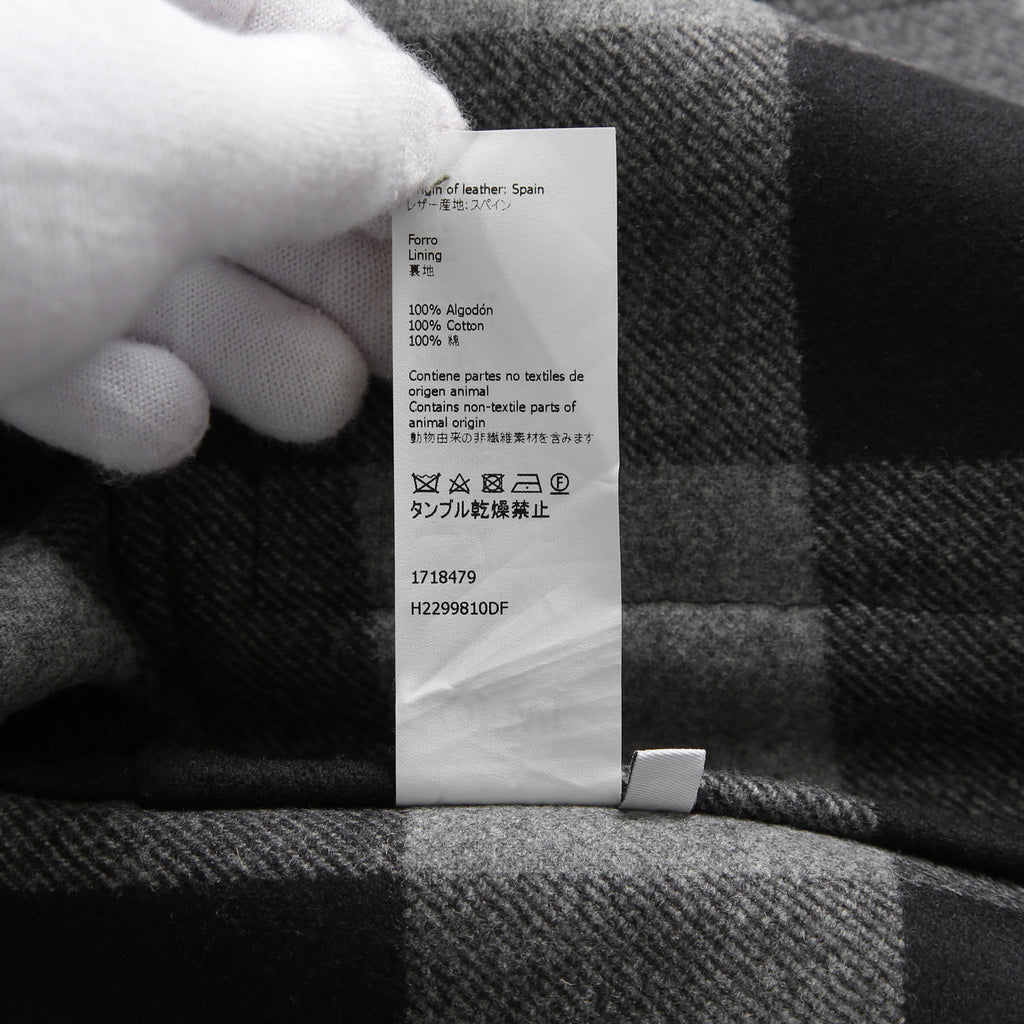 of leather: Spain
レザー産地:スペイン
Forro
Lining
裏地
100% Algodón
100% Cotton
100% 綿
Contiene partes no textiles de
origen animal
Contains non-textile parts of
animal origin
動物由来の非繊維素材を含みます
F
タンブル乾燥禁止
1718479
H2299810DF